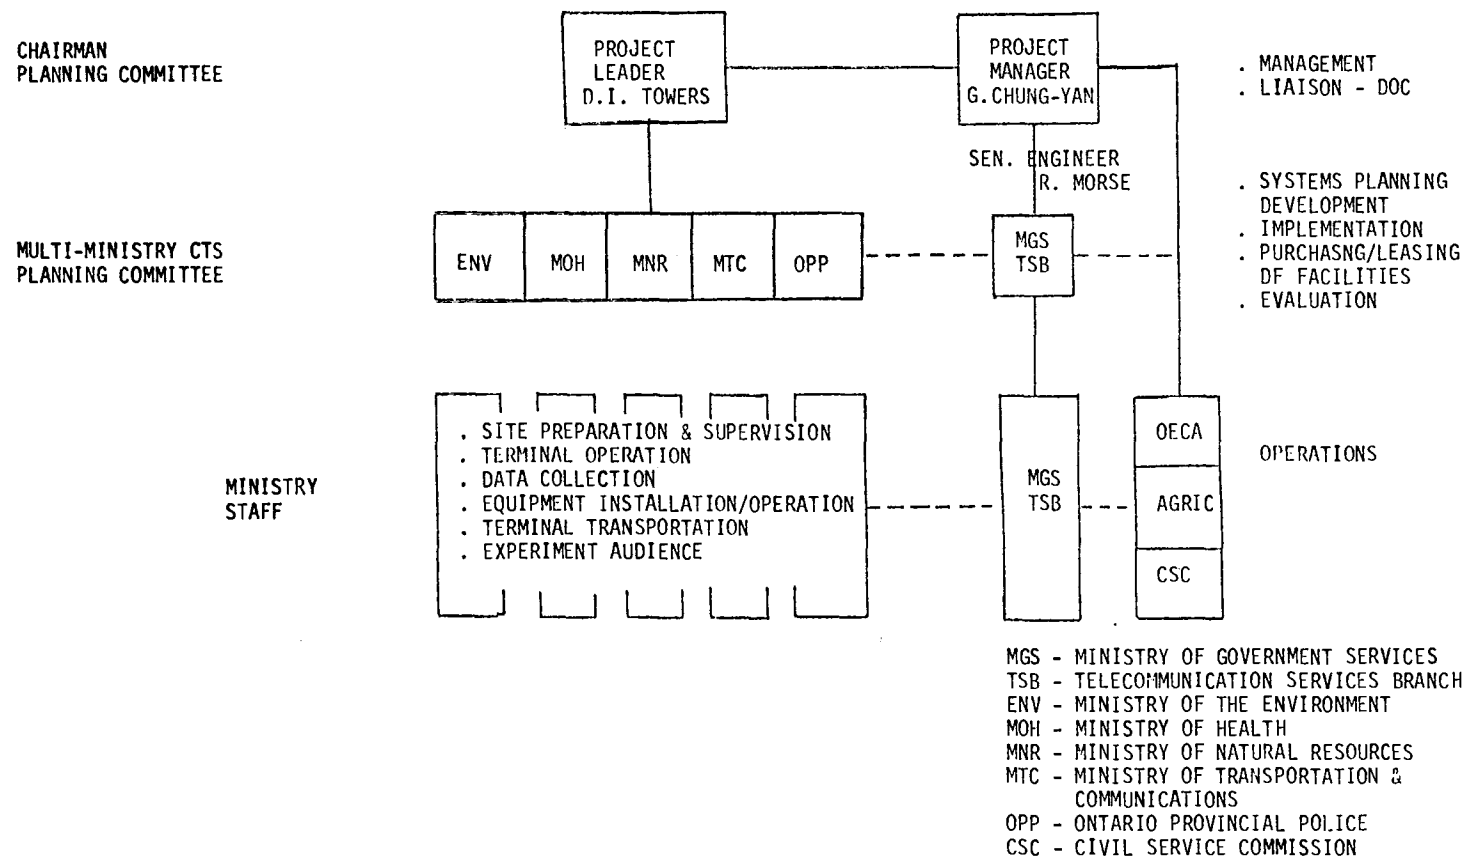 CHAIRMAN
PLANNING COMMITTEE
PROJECT
LEADER
D.I. TOWERS
PROJECT
MANAGER
G.CHUNG-YAN
. MANAGEMENT
. LIAISON - DOC
SEN. ENGINEER
R. MORSE
MULTI-MINISTRY CTS
PLANNING COMMITTEE
ENV MOH MNR MTC OPP
MGS
TSB
. SYSTEMS PLANNING
DEVELOPMENT
. IMPLEMENTATION
. PURCHASNG/LEASING
DF FACILITIES
. EVALUATION
MINISTRY
STAFF
. SITE PREPARATION & SUPERVISION
. TERMINAL OPERATION
. DATA COLLECTION
. EQUIPMENT INSTALLATION/OPERATION
. TERMINAL TRANSPORTATION
. EXPERIMENT AUDIENCE
MGS
TSB
OECA
AGRIC
CSC
OPERATIONS
MGS - MINISTRY OF GOVERNMENT SERVICES
TSB - TELECOMMUNICATION SERVICES BRANCH
ENV - MINISTRY OF THE ENVIRONMENT
MOH - MINISTRY OF HEALTH
MNR - MINISTRY OF NATURAL RESOURCES
MTC - MINISTRY OF TRANSPORTATION &
COMMUNICATIONS
OPP - ONTARIO PROVINCIAL POLICE
CSC - CIVIL SERVICE COMMISSION